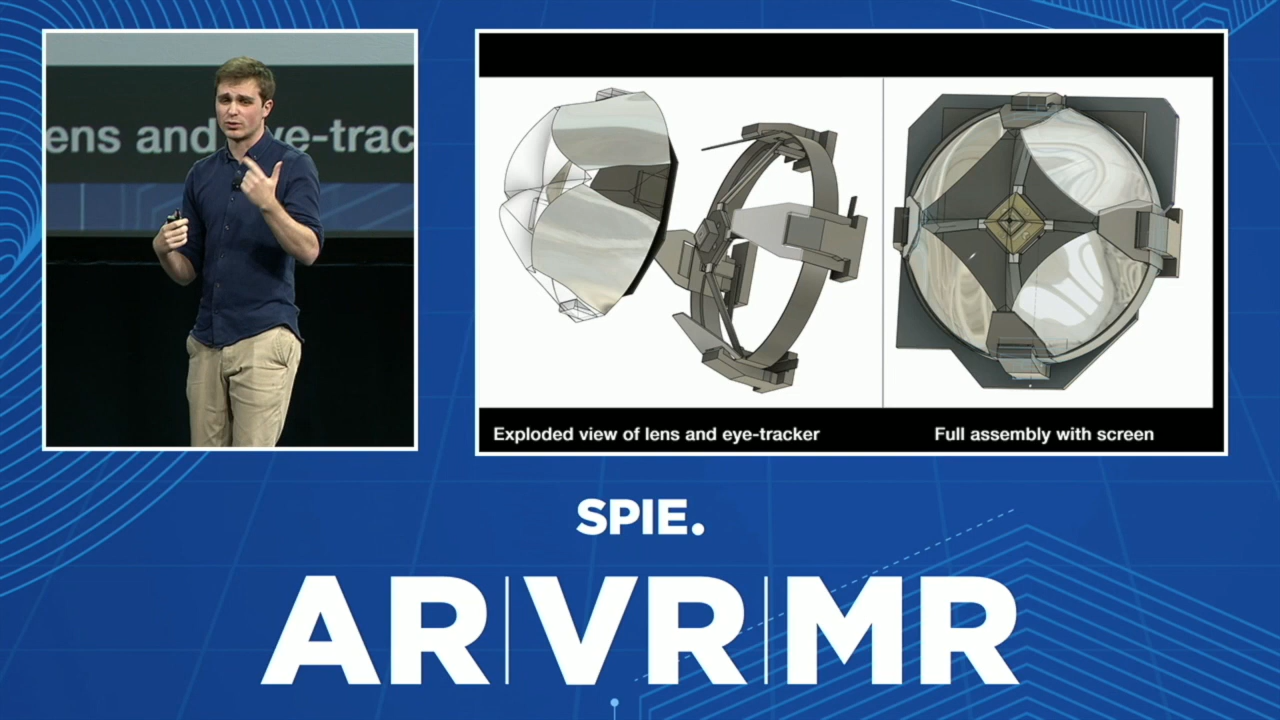 ens and eye-trac
Exploded view of lens and eye-tracker
Full assembly with screen
SPIE.
AR|VR|MR